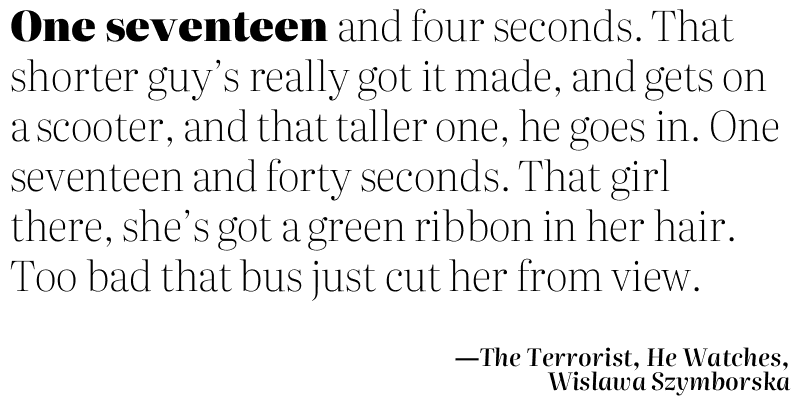 One seventeen and four seconds. That
shorter guy’s really got it made, and gets on
a scooter, and that taller one, he goes in. One
seventeen and forty seconds. That girl
there, she’s got a green ribbon in her hair.
Too bad that bus just cut her from view.
—The Terrorist, He Watches,
Wislawa Szymborska